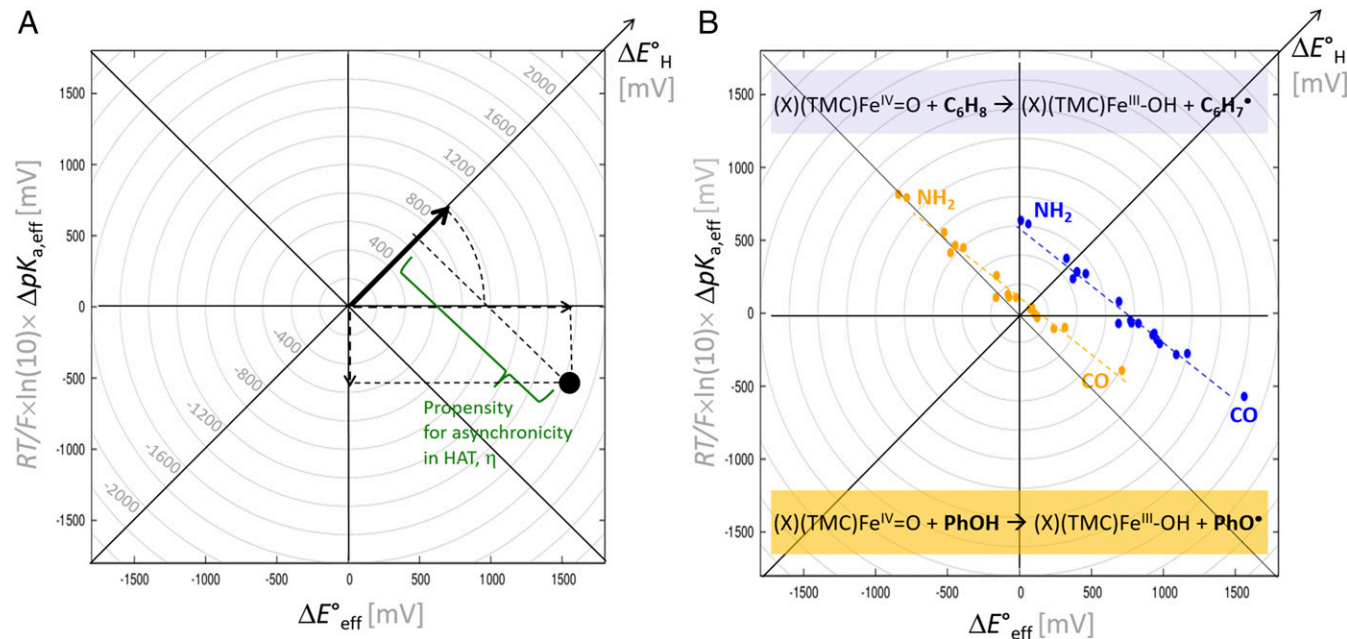 A
ΔE°H
[mV]
1500
1000
500
0
-500
-1000
-1500
RT/F×ln(10)× ΔpKa,eff [mV]
2000
1600
1200
800
400
-400
-800
-1200
-1600
-2000
Propensity
for asynchronicity
in HAT, η
-1500 -1000 -500 0 500 1000 1500
ΔE°eff [mV]
B
ΔE°H
[mV]
(X)(TMC)FeIV=O + C6H8 → (X)(TMC)FeIII-OH + C6H7•
1500
1000
500
0
-500
-1000
-1500
RT/F×ln(10)× ΔpKa,eff [mV]
NH2
NH2
CO
CO
(X)(TMC)FeIV=O + PhOH → (X)(TMC)FeIII-OH + PhO•
-1500 -1000 -500 0 500 1000 1500
ΔE°eff [mV]